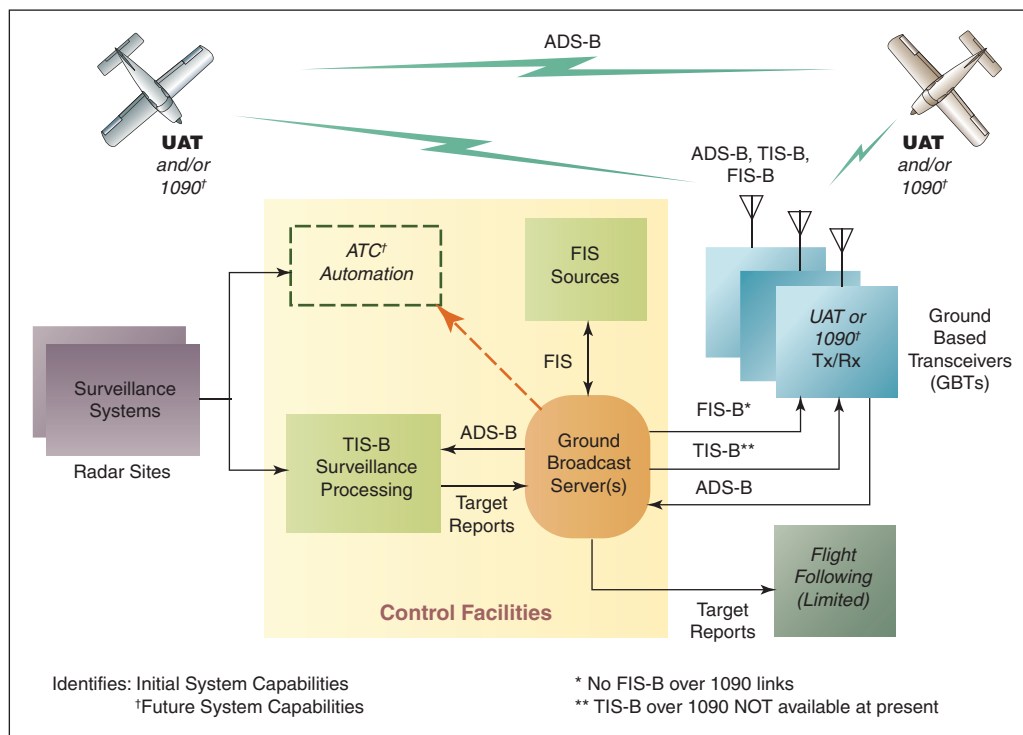 ADS-B
UAT
and/or
1090†
UAT
and/or
1090†
ADS-B, TIS-B,
FIS-B
ATC†
Automation
FIS
Sources
UAT or
1090†
Tx/Rx
Ground
Based
Transceivers
(GBTs)
Surveillance
Systems
Radar Sites
FIS
TIS-B
Surveillance
Processing
ADS-B
Target
Reports
Ground
Broadcast
Server(s)
FIS-B*
TIS-B**
ADS-B
Flight
Following
(Limited)
Target
Reports
Control Facilities
Identifies: Initial System Capabilities
†Future System Capabilities
* No FIS-B over 1090 links
** TIS-B over 1090 NOT available at present